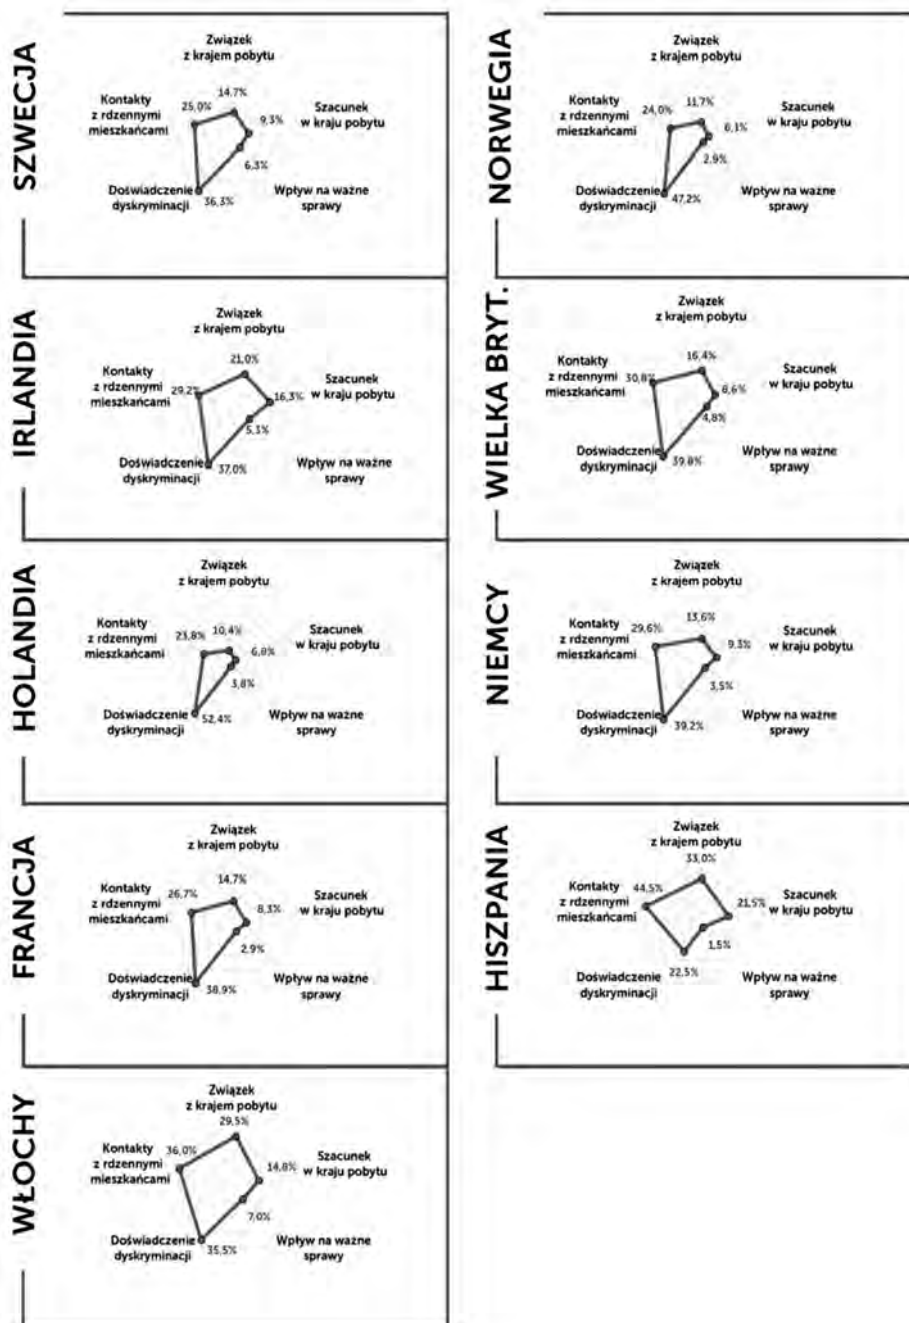 SZWECJA
Związek
z krajem pobytu
14,7%
Kontakty
z rdzennymi
mieszkańcami
25,0%
9,3%
Szacunek
w kraju pobytu
6,3%
Doświadczenie
dyskryminacji
36,3%
Wpływ na ważne
sprawy
NORWEGIA
Związek
z krajem pobytu
11,7%
Kontakty
z rdzennymi
mieszkańcami
24,0%
6,1%
Szacunek
w kraju pobytu
2,9%
Doświadczenie
dyskryminacji
47,2%
Wpływ na ważne
sprawy
IRLANDIA
Związek
z krajem pobytu
21,0%
Kontakty
z rdzennymi
mieszkańcami
29,2%
16,3%
Szacunek
w kraju pobytu
5,1%
Doświadczenie
dyskryminacji
37,0%
Wpływ na ważne
sprawy
WIELKA BRYT.
Związek
z krajem pobytu
16,4%
Kontakty
z rdzennymi
mieszkańcami
30,8%
8,6%
Szacunek
w kraju pobytu
4,8%
Doświadczenie
dyskryminacji
39,8%
Wpływ na ważne
sprawy
HOLANDIA
Związek
z krajem pobytu
10,4%
Kontakty
z rdzennymi
mieszkańcami
23,8%
6,8%
Szacunek
w kraju pobytu
3,8%
Doświadczenie
dyskryminacji
52,4%
Wpływ na ważne
sprawy
NIEMCY
Związek
z krajem pobytu
13,6%
Kontakty
z rdzennymi
mieszkańcami
29,6%
9,3%
Szacunek
w kraju pobytu
3,5%
Doświadczenie
dyskryminacji
39,2%
Wpływ na ważne
sprawy
FRANCJA
Związek
z krajem pobytu
14,7%
Kontakty
z rdzennymi
mieszkańcami
26,7%
8,3%
Szacunek
w kraju pobytu
2,9%
Doświadczenie
dyskryminacji
38,9%
Wpływ na ważne
sprawy
HISZPANIA
Związek
z krajem pobytu
33,0%
Kontakty
z rdzennymi
mieszkańcami
44,5%
21,5%
Szacunek
w kraju pobytu
1,5%
Doświadczenie
dyskryminacji
22,5%
Wpływ na ważne
sprawy
WŁOCHY
Związek
z krajem pobytu
29,5%
Kontakty
z rdzennymi
mieszkańcami
36,0%
14,8%
Szacunek
w kraju pobytu
7,0%
Doświadczenie
dyskryminacji
35,5%
Wpływ na ważne
sprawy